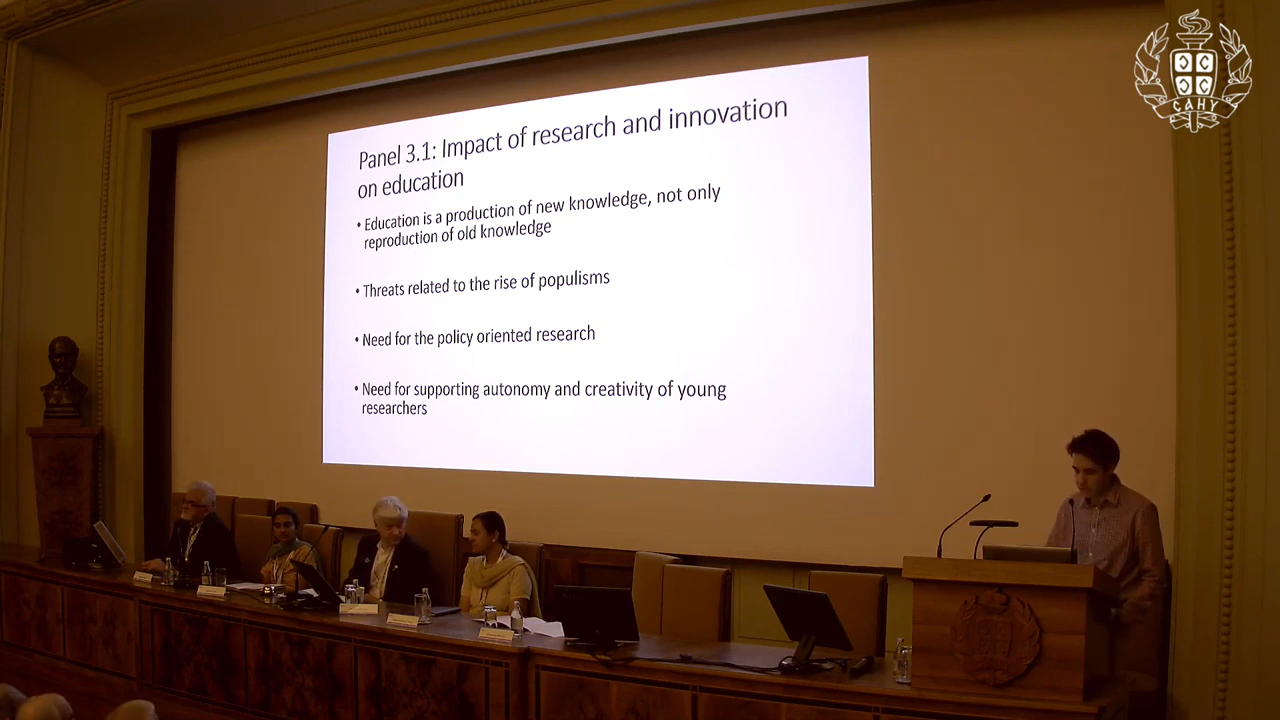 Panel 3.1: Impact of research and innovation
on education
• Education is a production of new knowledge, not only
reproduction of old knowledge
• Threats related to the rise of populisms
• Need for the policy oriented research
• Need for supporting autonomy and creativity of young
researchers
САНУ